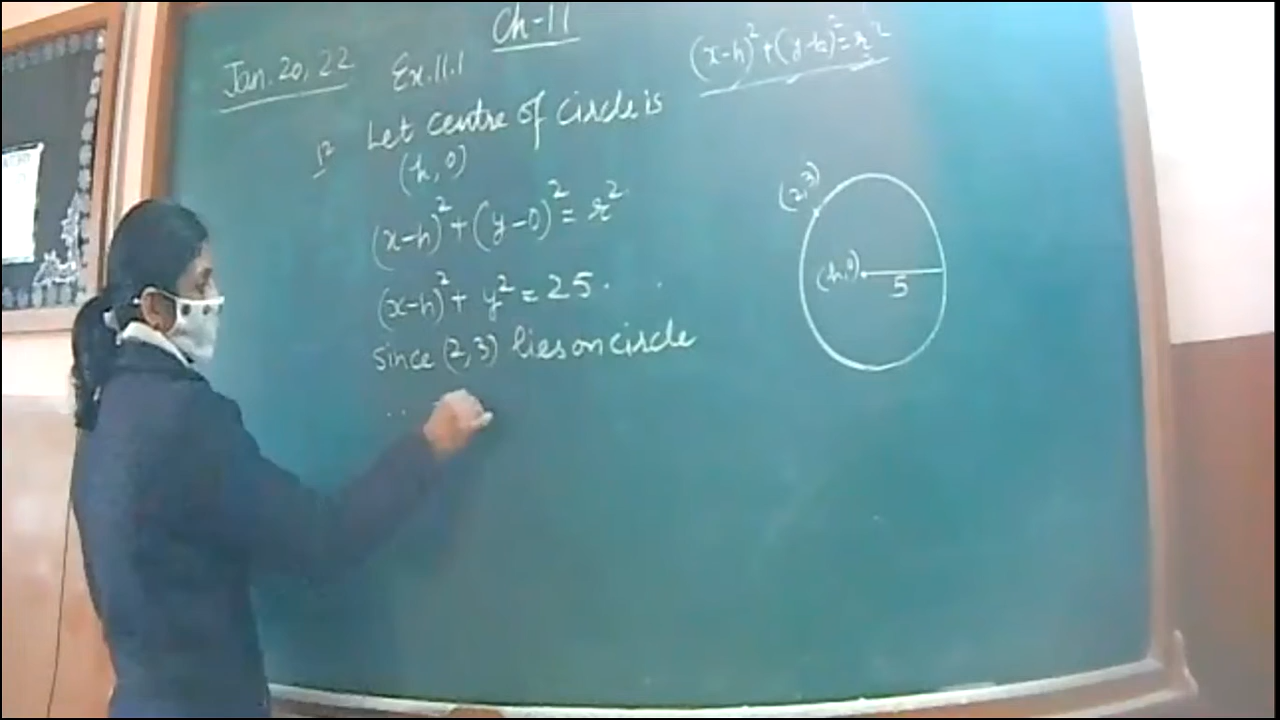 Ch-11
Jan. 20, 22 Ex.11.1
(x-h)²+(y-k)²=r²
12 Let centre of circle is
(h, 0)
(x-h)²+(y-0)²=r²
(x-h)²+ y² = 25.
Since (2,3) lies on circle
(2,3)
(h,0)
5